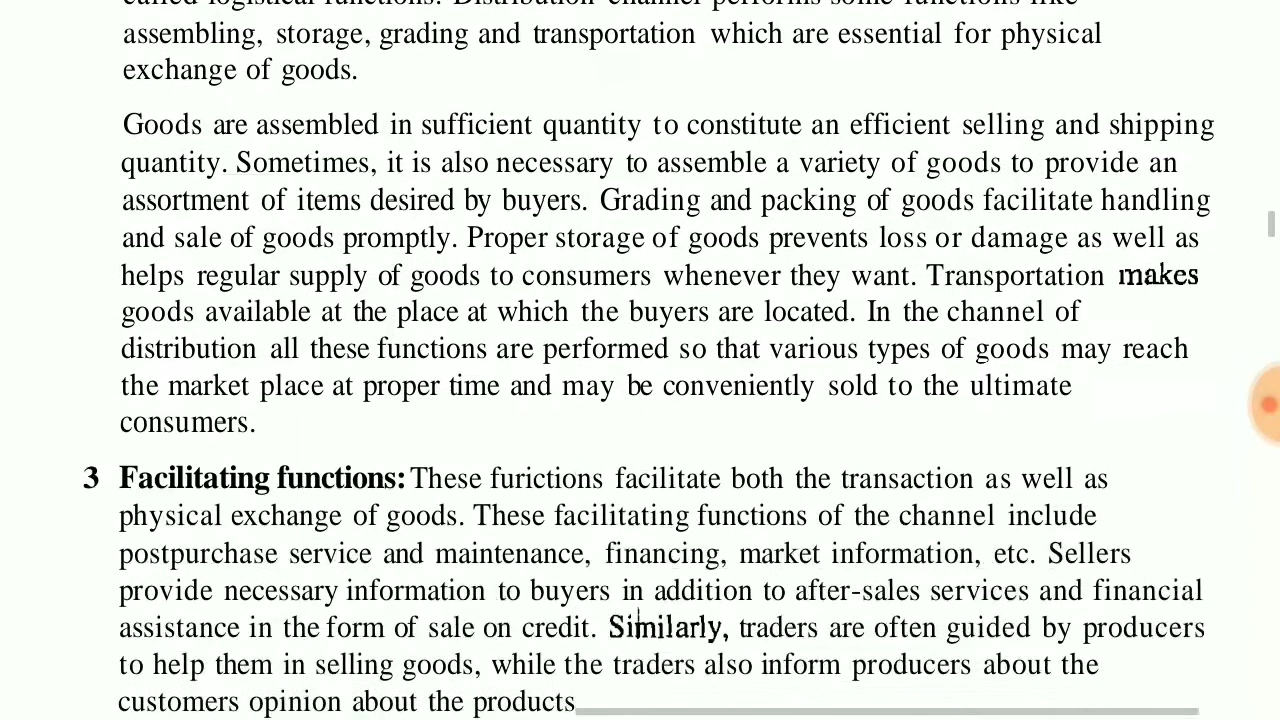 called logistical functions. Distribution channel performs some functions like
assembling, storage, grading and transportation which are essential for physical
exchange of goods.
Goods are assembled in sufficient quantity to constitute an efficient selling and shipping
quantity. Sometimes, it is also necessary to assemble a variety of goods to provide an
assortment of items desired by buyers. Grading and packing of goods facilitate handling
and sale of goods promptly. Proper storage of goods prevents loss or damage as well as
helps regular supply of goods to consumers whenever they want. Transportation makes
goods available at the place at which the buyers are located. In the channel of
distribution all these functions are performed so that various types of goods may reach
the market place at proper time and may be conveniently sold to the ultimate
consumers.
3 Facilitating functions: These furictions facilitate both the transaction as well as
physical exchange of goods. These facilitating functions of the channel include
postpurchase service and maintenance, financing, market information, etc. Sellers
provide necessary information to buyers in addition to after-sales services and financial
assistance in the form of sale on credit. Similarly, traders are often guided by producers
to help them in selling goods, while the traders also inform producers about the
customers opinion about the products